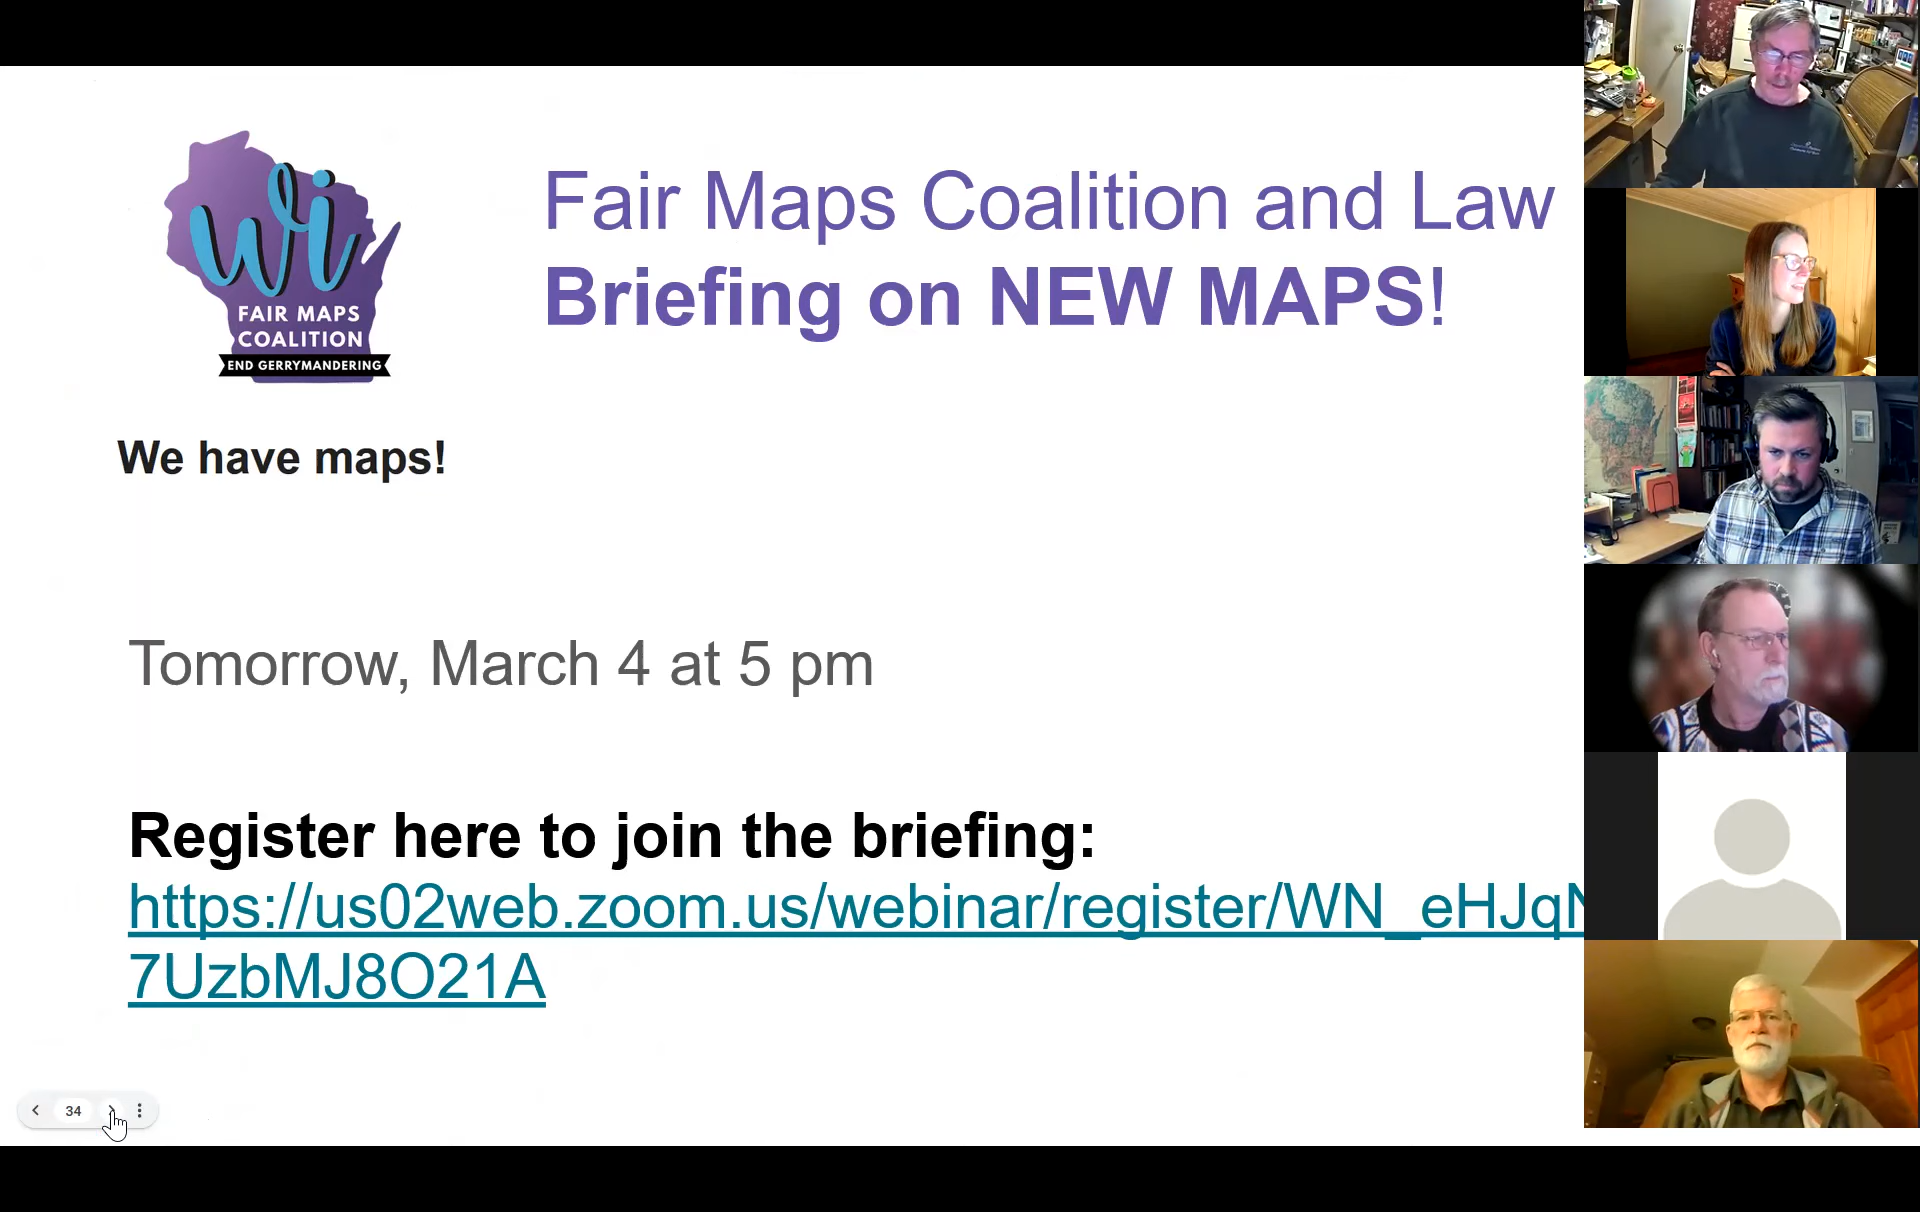 wi
FAIR MAPS
COALITION
END GERRYMANDERING
Fair Maps Coalition and Law
Briefing on NEW MAPS!
We have maps!
Tomorrow, March 4 at 5 pm
Register here to join the briefing:
https://us02web.zoom.us/webinar/register/WN_eHJqN
7UzbMJ8O21A
34